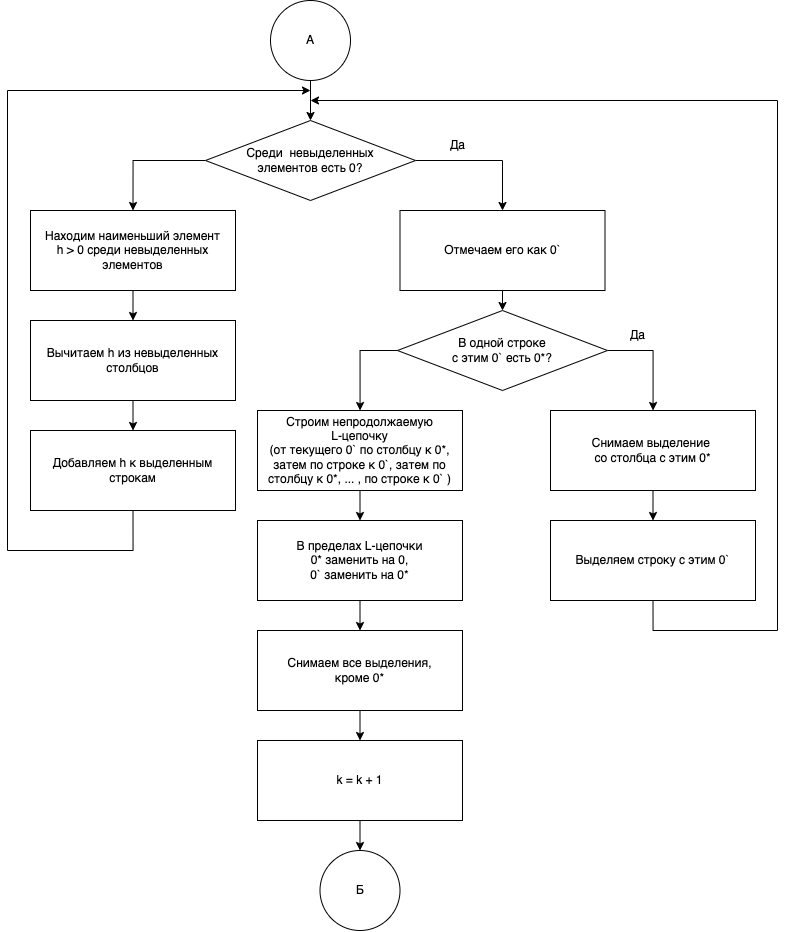 А
Среди невыделенных
элементов есть 0?
Да
Находим наименьший элемент
h > 0 среди невыделенных
элементов
Отмечаем его как 0`
Вычитаем h из невыделенных
столбцов
В одной строке
с этим 0` есть 0*?
Да
Добавляем h к выделенным
строкам
Строим непродолжаемую
L-цепочку
(от текущего 0` по столбцу к 0*,
затем по строке к 0`, затем по
столбцу к 0*, ... , по строке к 0` )
Снимаем выделение
со столбца с этим 0*
В пределах L-цепочки
0* заменить на 0,
0` заменить на 0*
Выделяем строку с этим 0`
Снимаем все выделения,
кроме 0*
k = k + 1
Б